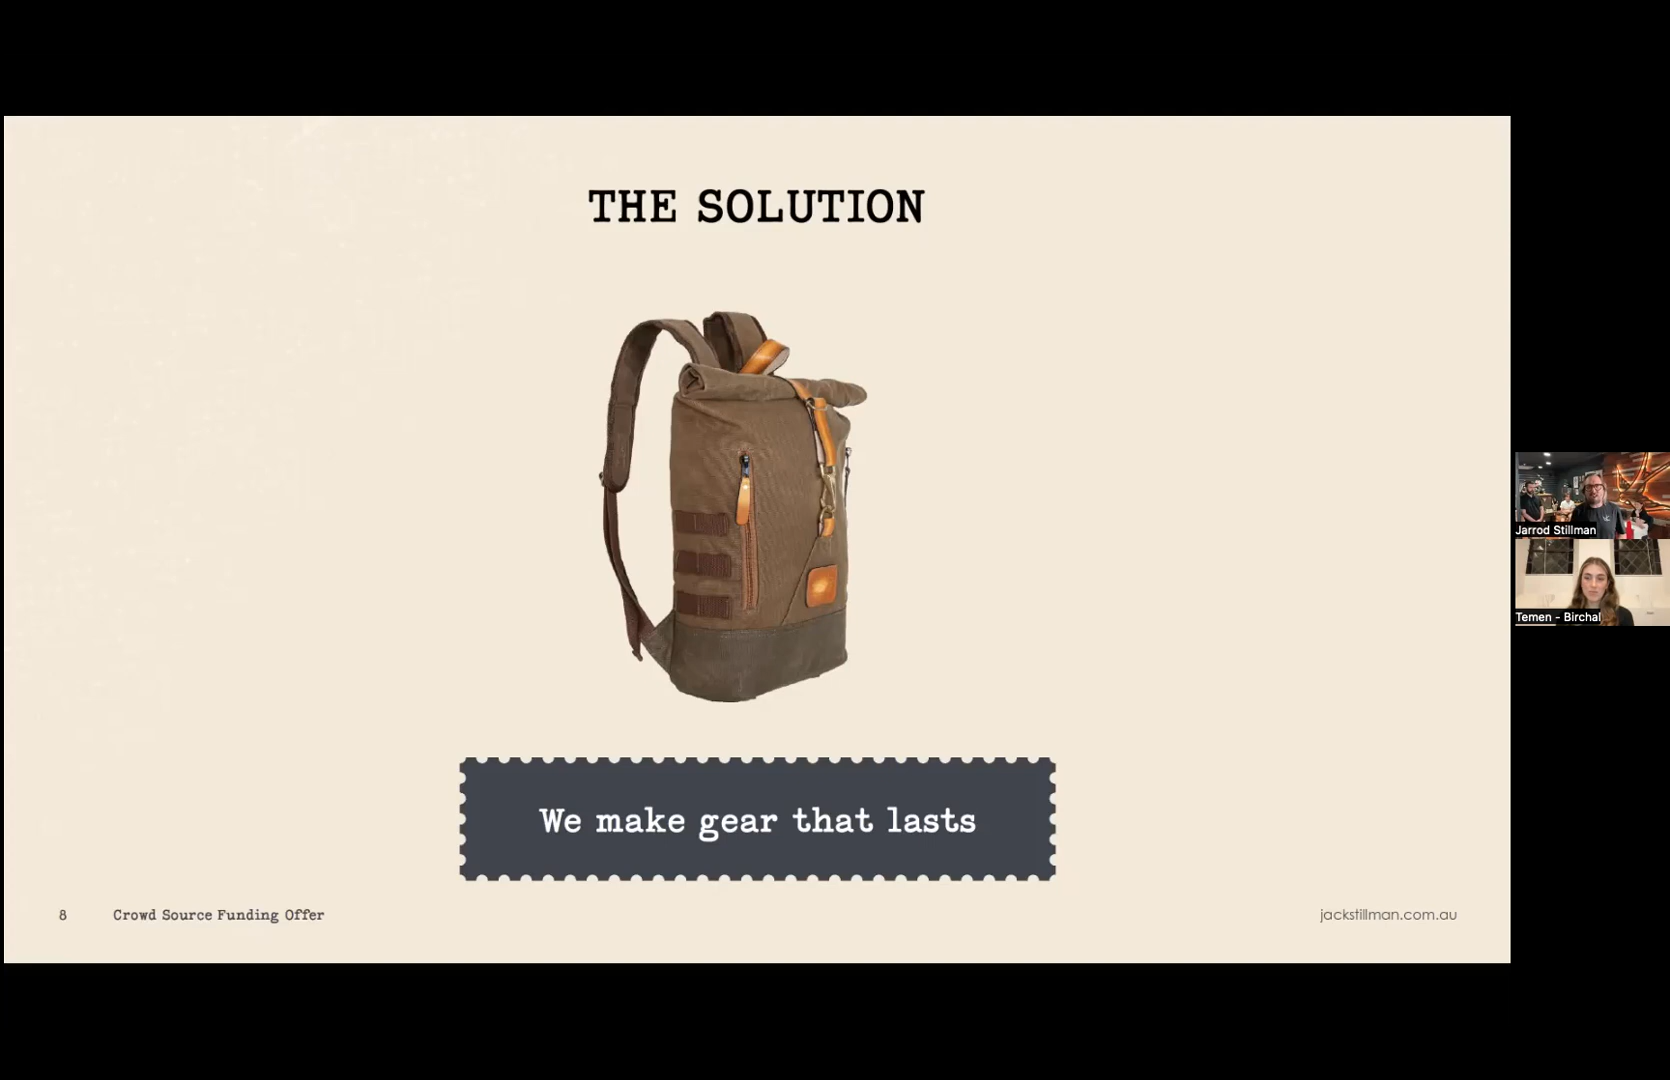 THE SOLUTION
We make gear that lasts
8
Crowd Source Funding Offer
jackstillman.com.au
Jarrod Stillman
Temen - Birchal